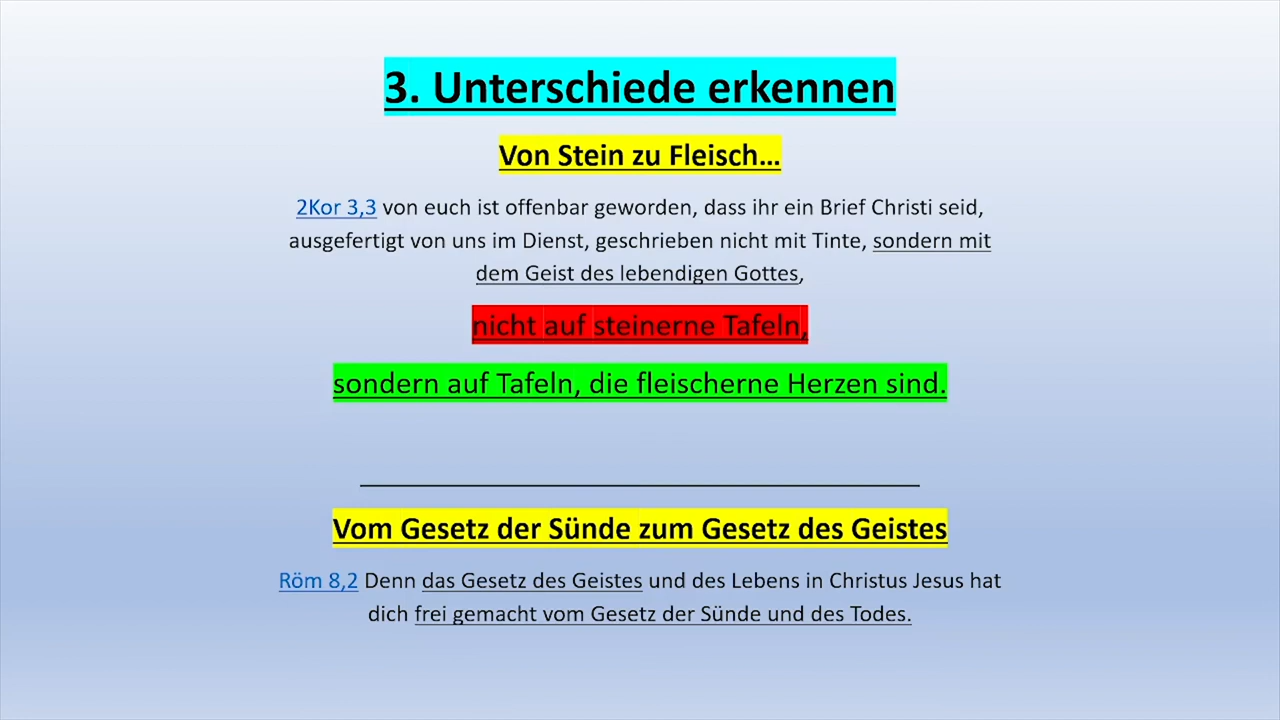 3. Unterschiede erkennen
Von Stein zu Fleisch...
2Kor 3,3 von euch ist offenbar geworden, dass ihr ein Brief Christi seid,
ausgefertigt von uns im Dienst, geschrieben nicht mit Tinte, sondern mit
dem Geist des lebendigen Gottes,
nicht auf steinerne Tafeln,
sondern auf Tafeln, die fleischerne Herzen sind.
Vom Gesetz der Sünde zum Gesetz des Geistes
Röm 8,2 Denn das Gesetz des Geistes und des Lebens in Christus Jesus hat
dich frei gemacht vom Gesetz der Sünde und des Todes.